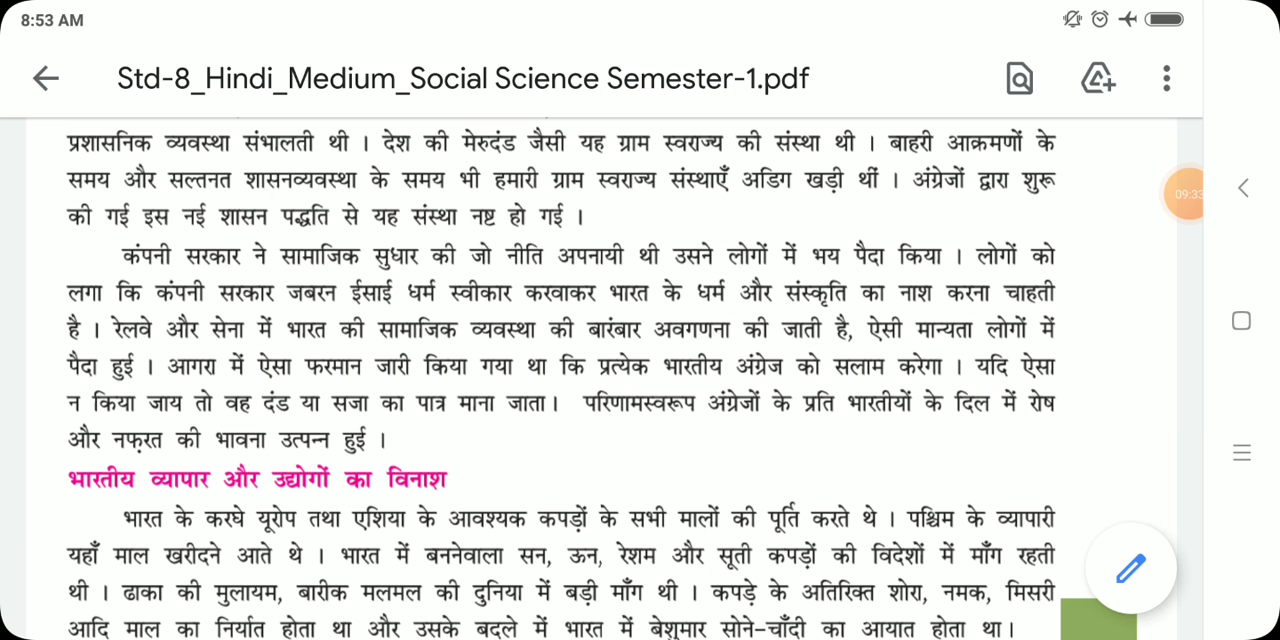 8:53 AM
Std-8_Hindi_Medium_Social Science Semester-1.pdf
प्रशासनिक व्यवस्था संभालती थी । देश की मेरुदंड जैसी यह ग्राम स्वराज्य की संस्था थी । बाहरी आक्रमणों के
समय और सल्तनत शासनव्यवस्था के समय भी हमारी ग्राम स्वराज्य संस्थाएँ अडिग खड़ी थीं । अंग्रेजों द्वारा शुरू
की गई इस नई शासन पद्धति से यह संस्था नष्ट हो गई ।
09:33
कंपनी सरकार ने सामाजिक सुधार की जो नीति अपनायी थी उसने लोगों में भय पैदा किया । लोगों को
लगा कि कंपनी सरकार जबरन ईसाई धर्म स्वीकार करवाकर भारत के धर्म और संस्कृति का नाश करना चाहती
है । रेलवे और सेना में भारत की सामाजिक व्यवस्था की बारंबार अवगणना की जाती है, ऐसी मान्यता लोगों में
पैदा हुई । आगरा में ऐसा फरमान जारी किया गया था कि प्रत्येक भारतीय अंग्रेज को सलाम करेगा । यदि ऐसा
न किया जाय तो वह दंड या सजा का पात्र माना जाता। परिणामस्वरूप अंग्रेजों के प्रति भारतीयों के दिल में रोष
और नफ़रत की भावना उत्पन्न हुई ।
भारतीय व्यापार और उद्योगों का विनाश
भारत के करघे यूरोप तथा एशिया के आवश्यक कपड़ों के सभी मालों की पूर्ति करते थे । पश्चिम के व्यापारी
यहाँ माल खरीदने आते थे । भारत में बननेवाला सन, ऊन, रेशम और सूती कपड़ों की विदेशों में माँग रहती
थी । ढाका की मुलायम, बारीक मलमल की दुनिया में बड़ी माँग थी । कपड़े के अतिरिक्त शोरा, नमक, मिसरी
आदि माल का निर्यात होता था और उसके बदले में भारत में बेशुमार सोने-चाँदी का आयात होता था।